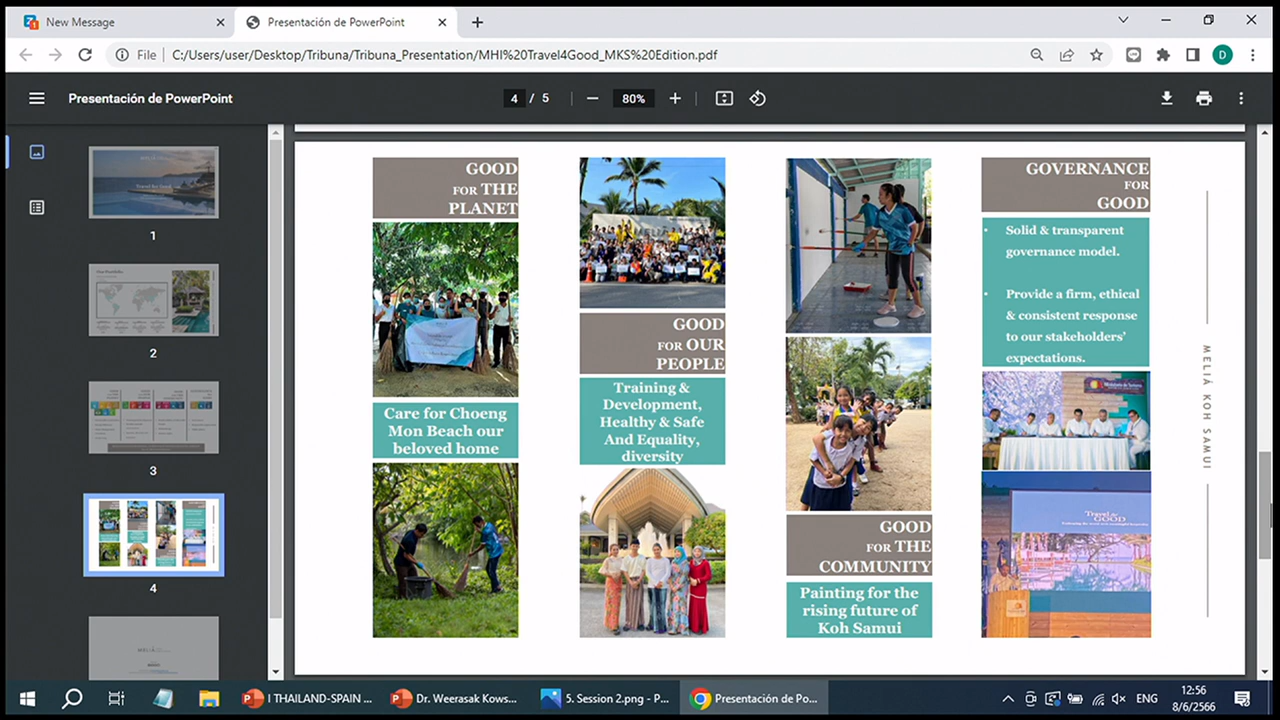 New Message
Presentación de PowerPoint
File
C:/Users/user/Desktop/Tribuna/Tribuna_Presentation/MHI%20Travel4Good_MKS%20Edition.pdf
D
Presentación de PowerPoint
4 / 5
80%
1
2
3
4
GOOD
FOR THE
PLANET
Care for Choeng
Mon Beach our
beloved home
GOOD
FOR OUR
PEOPLE
Training &
Development,
Healthy & Safe
And Equality,
diversity
GOOD
FOR THE
COMMUNITY
Painting for the
rising future of
Koh Samui
GOVERNANCE
FOR
GOOD
• Solid & transparent
governance model.
• Provide a firm, ethical
& consistent response
to our stakeholders'
expectations.
Travel for
GOOD
MELIÁ KOH SAMUI
I THAILAND-SPAIN ...
Dr. Weerasak Kows...
5. Session 2.png - P...
Presentación de Po...
ENG
12:56
8/6/2566